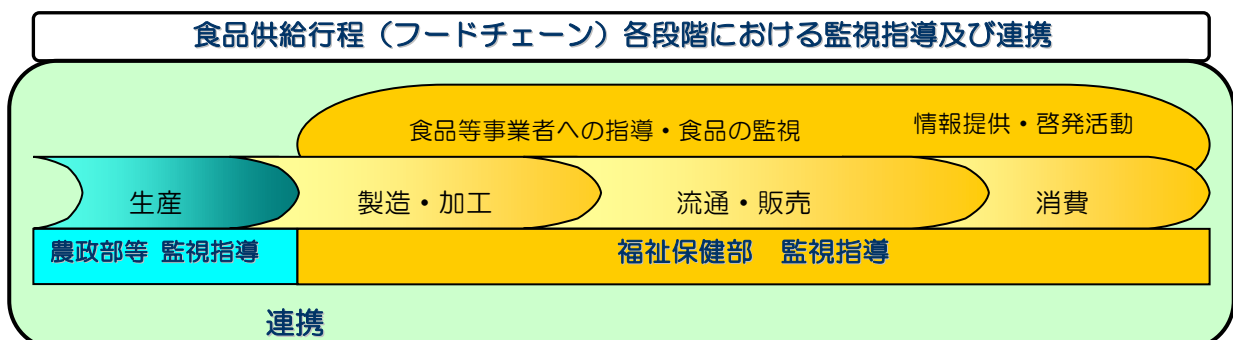 食品供給行程（フードチェーン）各段階における監視指導及び連携
食品等事業者への指導・食品の監視
情報提供・啓発活動
生産
製造・加工
流通・販売
消費
農政部等 監視指導
福祉保健部　監視指導
連携